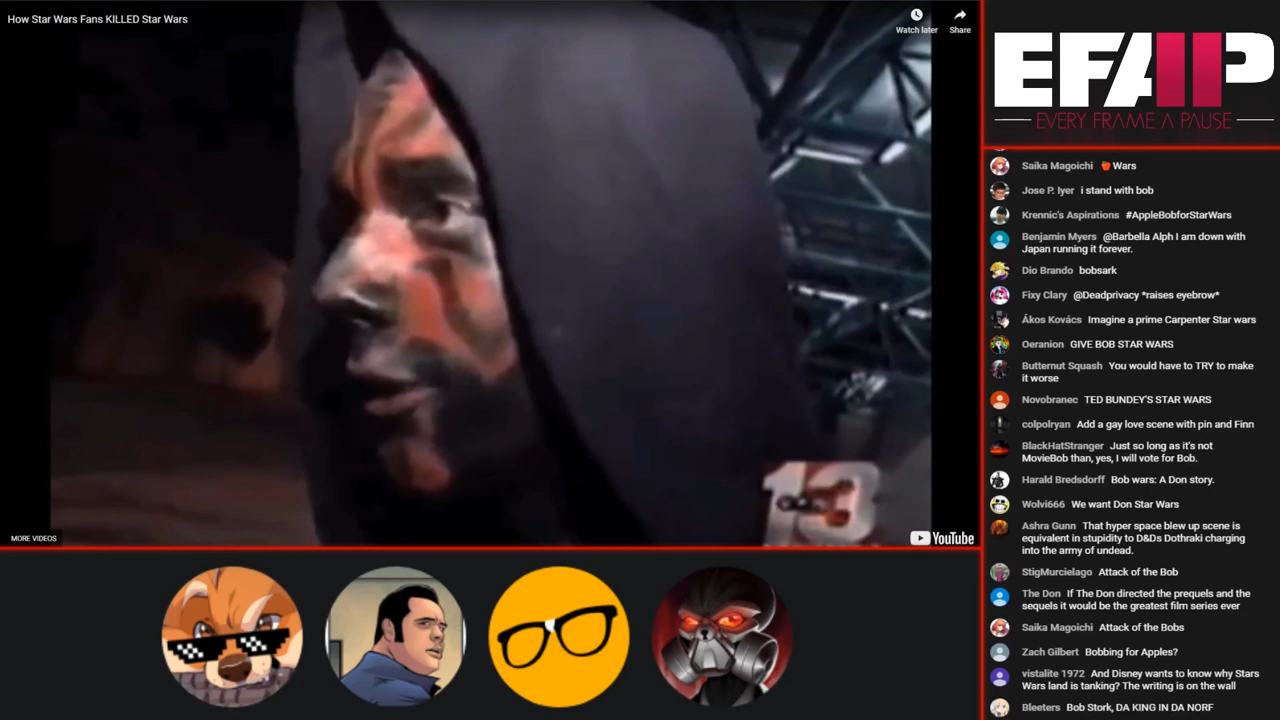 How Star Wars Fans KILLED Star Wars
Watch later
Share
13
MORE VIDEOS
YouTube
EFAP
EVERY FRAME A PAUSE
Saika Magoichi 🍎Wars
Jose P. Iyer i stand with bob
Krennic's Aspirations #AppleBobforStarWars
Benjamin Myers @Barbella Alph I am down with
Japan running it forever.
Dio Brando bobsark
Fixy Clary @Deadprivacy *raises eyebrow*
Ákos Kovács Imagine a prime Carpenter Star wars
Oeranion GIVE BOB STAR WARS
Butternut Squash You would have to TRY to make
it worse
Novobranec TED BUNDEY'S STAR WARS
colpolryan Add a gay love scene with pin and Finn
BlackHatStranger Just so long as it's not
MovieBob than, yes, I will vote for Bob.
Harald Bredsdorff Bob wars: A Don story.
Wolvi666 We want Don Star Wars
Ashra Gunn That hyper space blew up scene is
equivalent in stupidity to D&Ds Dothraki charging
into the army of undead.
StigMurcielago Attack of the Bob
The Don If The Don directed the prequels and the
sequels it would be the greatest film series ever
Saika Magoichi Attack of the Bobs
Zach Gilbert Bobbing for Apples?
vistalite 1972 And Disney wants to know why Stars
Wars land is tanking? The writing is on the wall
Bleeters Bob Stork, DA KING IN DA NORF